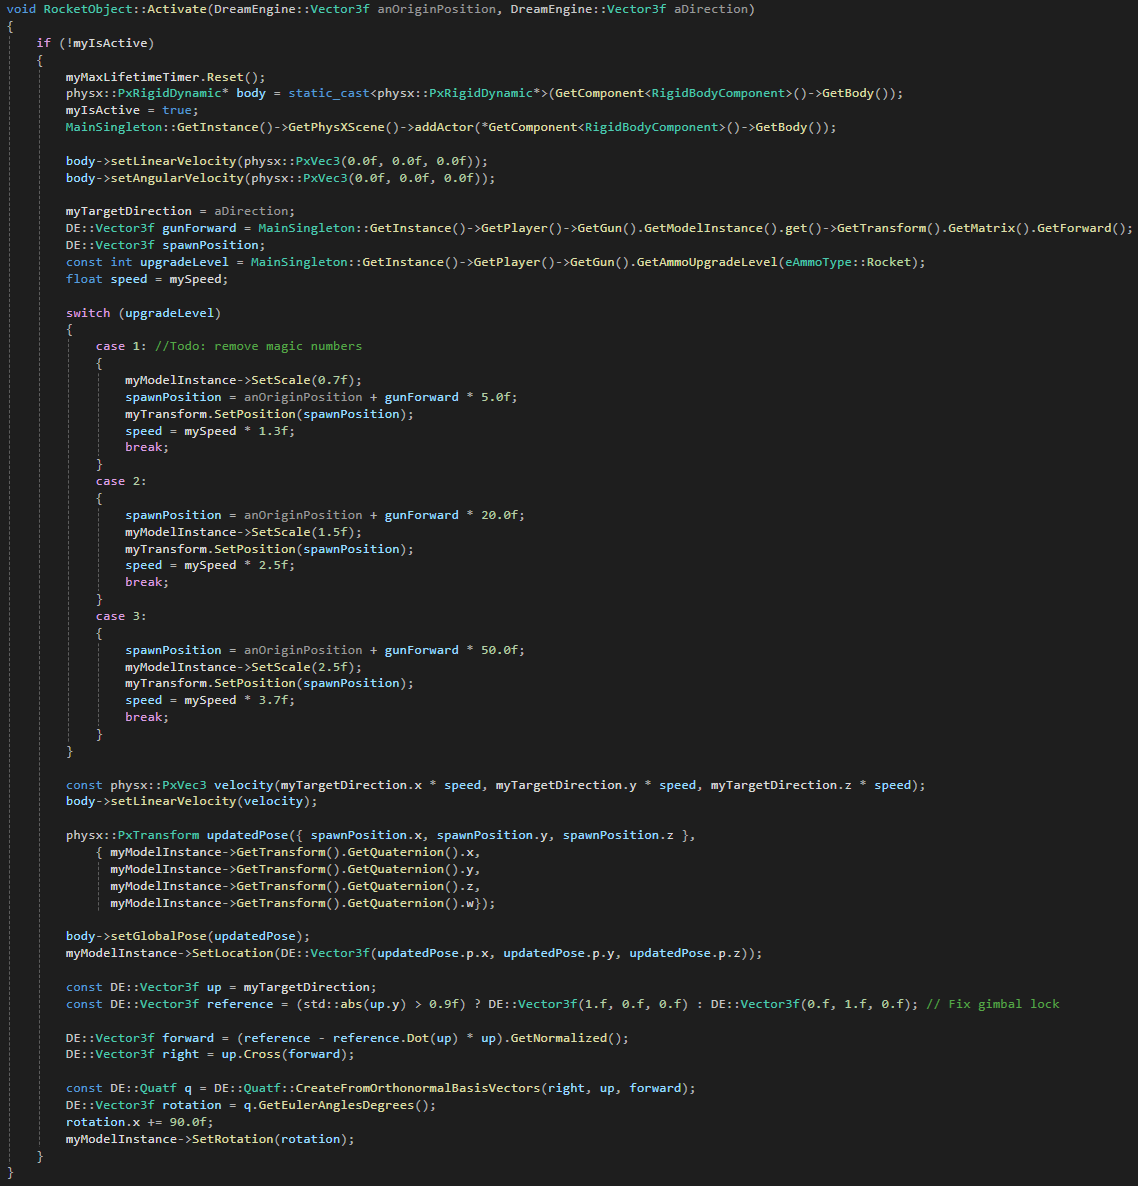 void RocketObject::Activate(DreamEngine::Vector3f anOriginPosition, DreamEngine::Vector3f aDirection)
{
    if (!myIsActive)
    {
        myMaxLifetimeTimer.Reset();
        physx::PxRigidDynamic* body = static_cast<physx::PxRigidDynamic*>(GetComponent<RigidBodyComponent>()->GetBody());
        myIsActive = true;
        MainSingleton::GetInstance()->GetPhysXScene()->addActor(*GetComponent<RigidBodyComponent>()->GetBody());

        body->setLinearVelocity(physx::PxVec3(0.0f, 0.0f, 0.0f));
        body->setAngularVelocity(physx::PxVec3(0.0f, 0.0f, 0.0f));

        myTargetDirection = aDirection;
        DE::Vector3f gunForward = MainSingleton::GetInstance()->GetPlayer()->GetGun().GetModelInstance().get()->GetTransform().GetMatrix().GetForward();
        DE::Vector3f spawnPosition;
        const int upgradeLevel = MainSingleton::GetInstance()->GetPlayer()->GetGun().GetAmmoUpgradeLevel(eAmmoType::Rocket);
        float speed = mySpeed;

        switch (upgradeLevel)
        {
            case 1: //Todo: remove magic numbers
            {
                myModelInstance->SetScale(0.7f);
                spawnPosition = anOriginPosition + gunForward * 5.0f;
                myTransform.SetPosition(spawnPosition);
                speed = mySpeed * 1.3f;
                break;
            }
            case 2:
            {
                spawnPosition = anOriginPosition + gunForward * 20.0f;
                myModelInstance->SetScale(1.5f);
                myTransform.SetPosition(spawnPosition);
                speed = mySpeed * 2.5f;
                break;
            }
            case 3:
            {
                spawnPosition = anOriginPosition + gunForward * 50.0f;
                myModelInstance->SetScale(2.5f);
                myTransform.SetPosition(spawnPosition);
                speed = mySpeed * 3.7f;
                break;
            }
        }

        const physx::PxVec3 velocity(myTargetDirection.x * speed, myTargetDirection.y * speed, myTargetDirection.z * speed);
        body->setLinearVelocity(velocity);

        physx::PxTransform updatedPose({ spawnPosition.x, spawnPosition.y, spawnPosition.z },
            { myModelInstance->GetTransform().GetQuaternion().x,
              myModelInstance->GetTransform().GetQuaternion().y,
              myModelInstance->GetTransform().GetQuaternion().z,
              myModelInstance->GetTransform().GetQuaternion().w});

        body->setGlobalPose(updatedPose);
        myModelInstance->SetLocation(DE::Vector3f(updatedPose.p.x, updatedPose.p.y, updatedPose.p.z));

        const DE::Vector3f up = myTargetDirection;
        const DE::Vector3f reference = (std::abs(up.y) > 0.9f) ? DE::Vector3f(1.f, 0.f, 0.f) : DE::Vector3f(0.f, 1.f, 0.f); // Fix gimbal lock

        DE::Vector3f forward = (reference - reference.Dot(up) * up).GetNormalized();
        DE::Vector3f right = up.Cross(forward);

        const DE::Quatf q = DE::Quatf::CreateFromOrthonormalBasisVectors(right, up, forward);
        DE::Vector3f rotation = q.GetEulerAnglesDegrees();
        rotation.x += 90.0f;
        myModelInstance->SetRotation(rotation);
    }
}